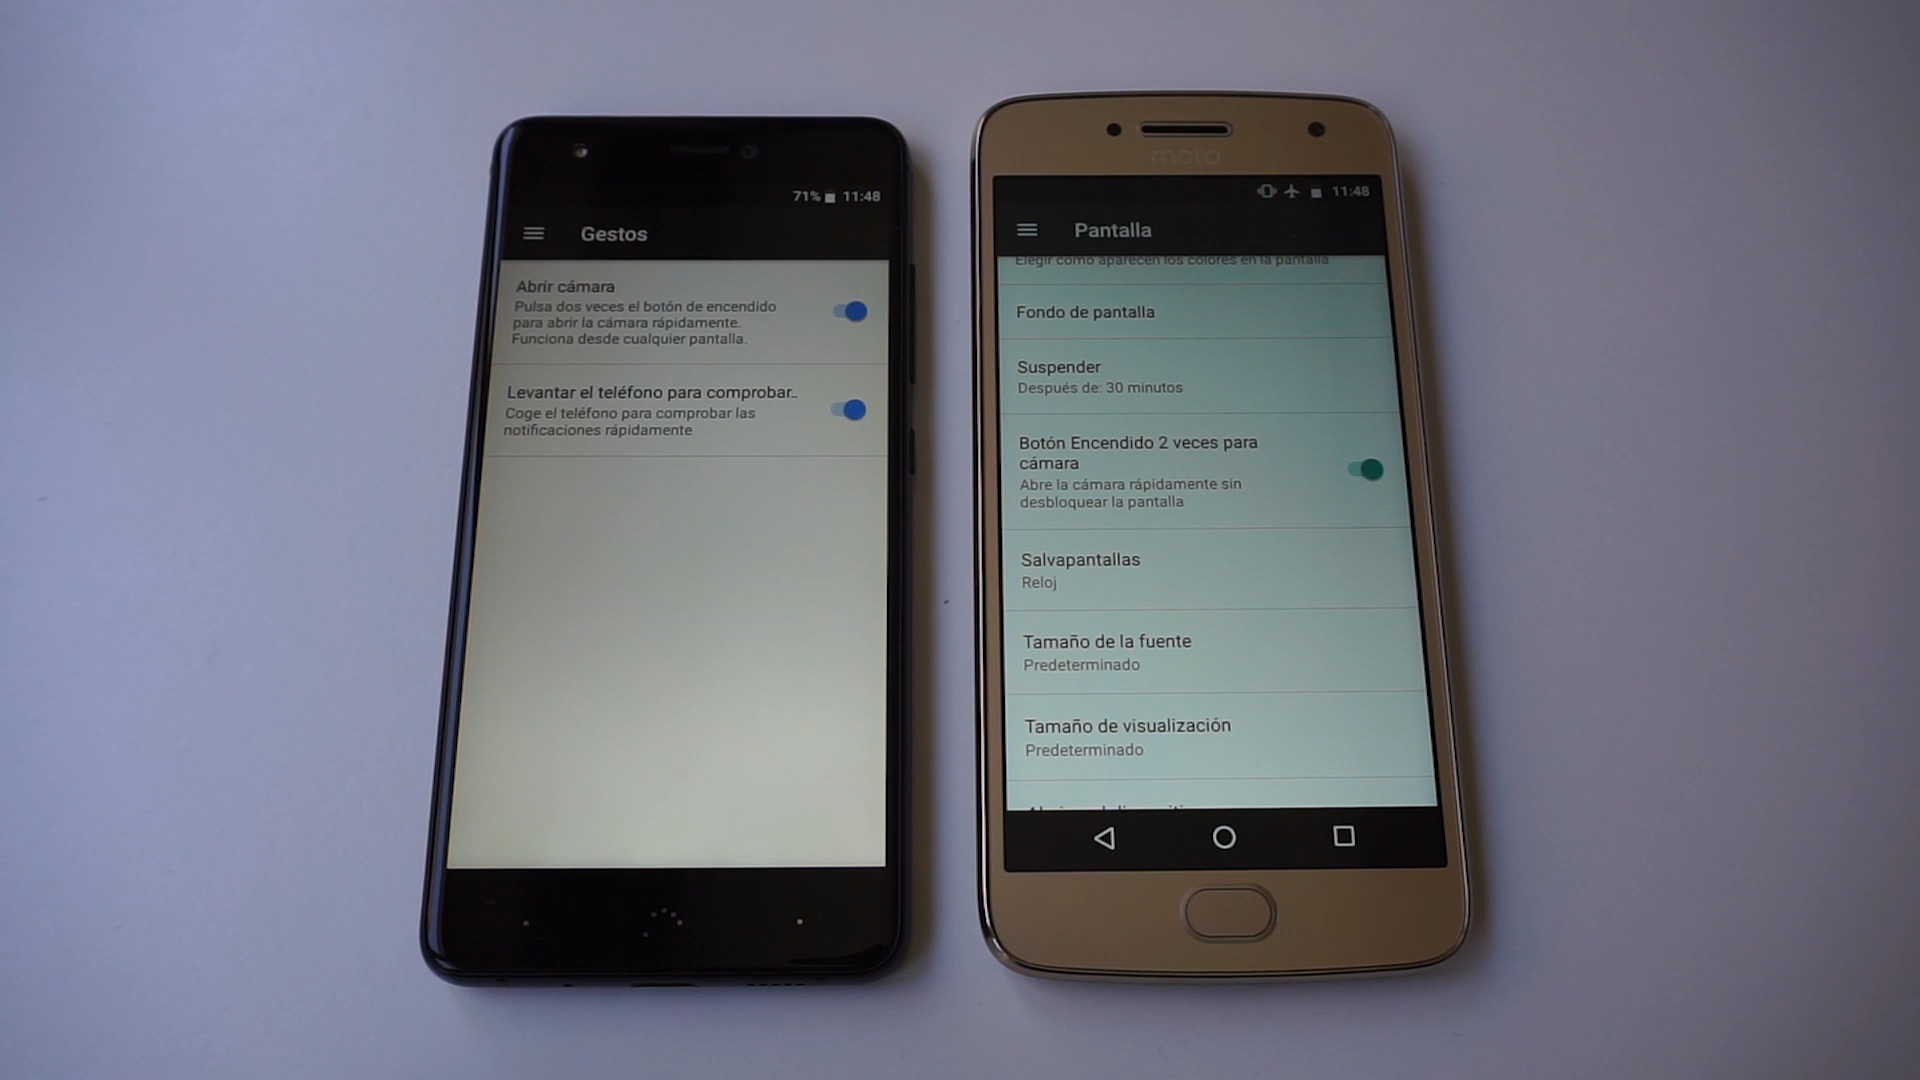 71% 11:48
Gestos
Abrir cámara
Pulsa dos veces el botón de encendido
para abrir la cámara rápidamente.
Funciona desde cualquier pantalla.
Levantar el teléfono para comprobar..
Coge el teléfono para comprobar las
notificaciones rápidamente
moto
11:48
Pantalla
Elegir cómo aparecen los colores en la pantalla
Fondo de pantalla
Suspender
Después de: 30 minutos
Botón Encendido 2 veces para
cámara
Abre la cámara rápidamente sin
desbloquear la pantalla
Salvapantallas
Reloj
Tamaño de la fuente
Predeterminado
Tamaño de visualización
Predeterminado